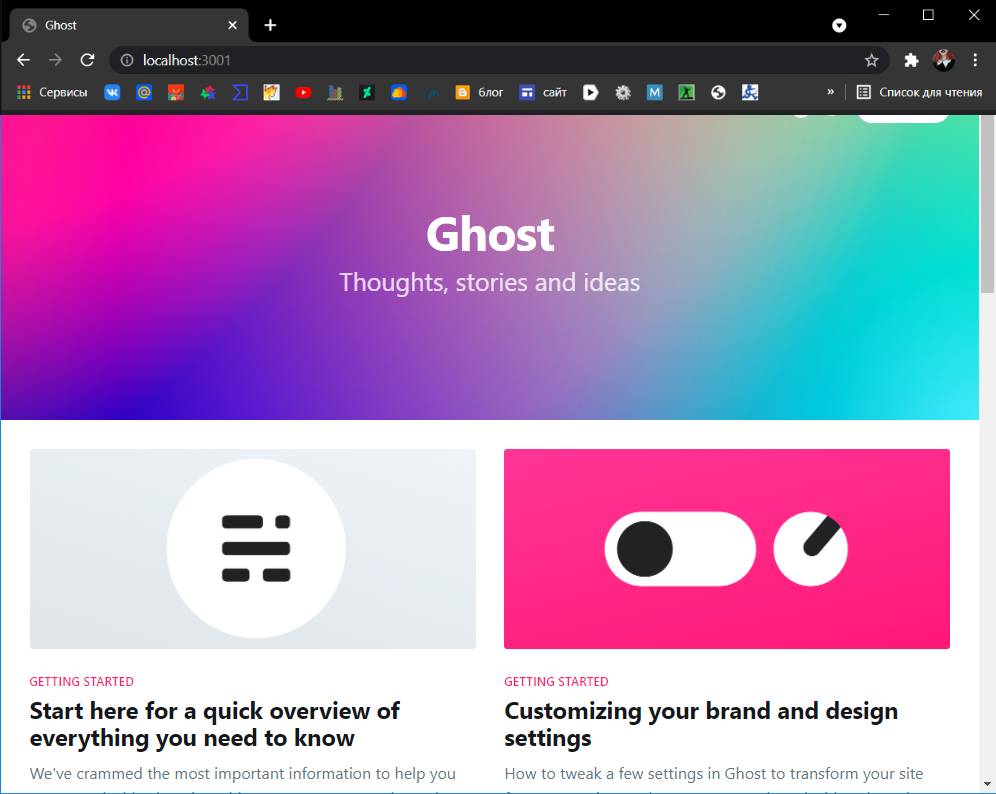 Ghost
localhost:3001
Сервисы
блог
сайт
»
Список для чтения
Ghost
Thoughts, stories and ideas
GETTING STARTED
Start here for a quick overview of
everything you need to know
We've crammed the most important information to help you
GETTING STARTED
Customizing your brand and design
settings
How to tweak a few settings in Ghost to transform your site